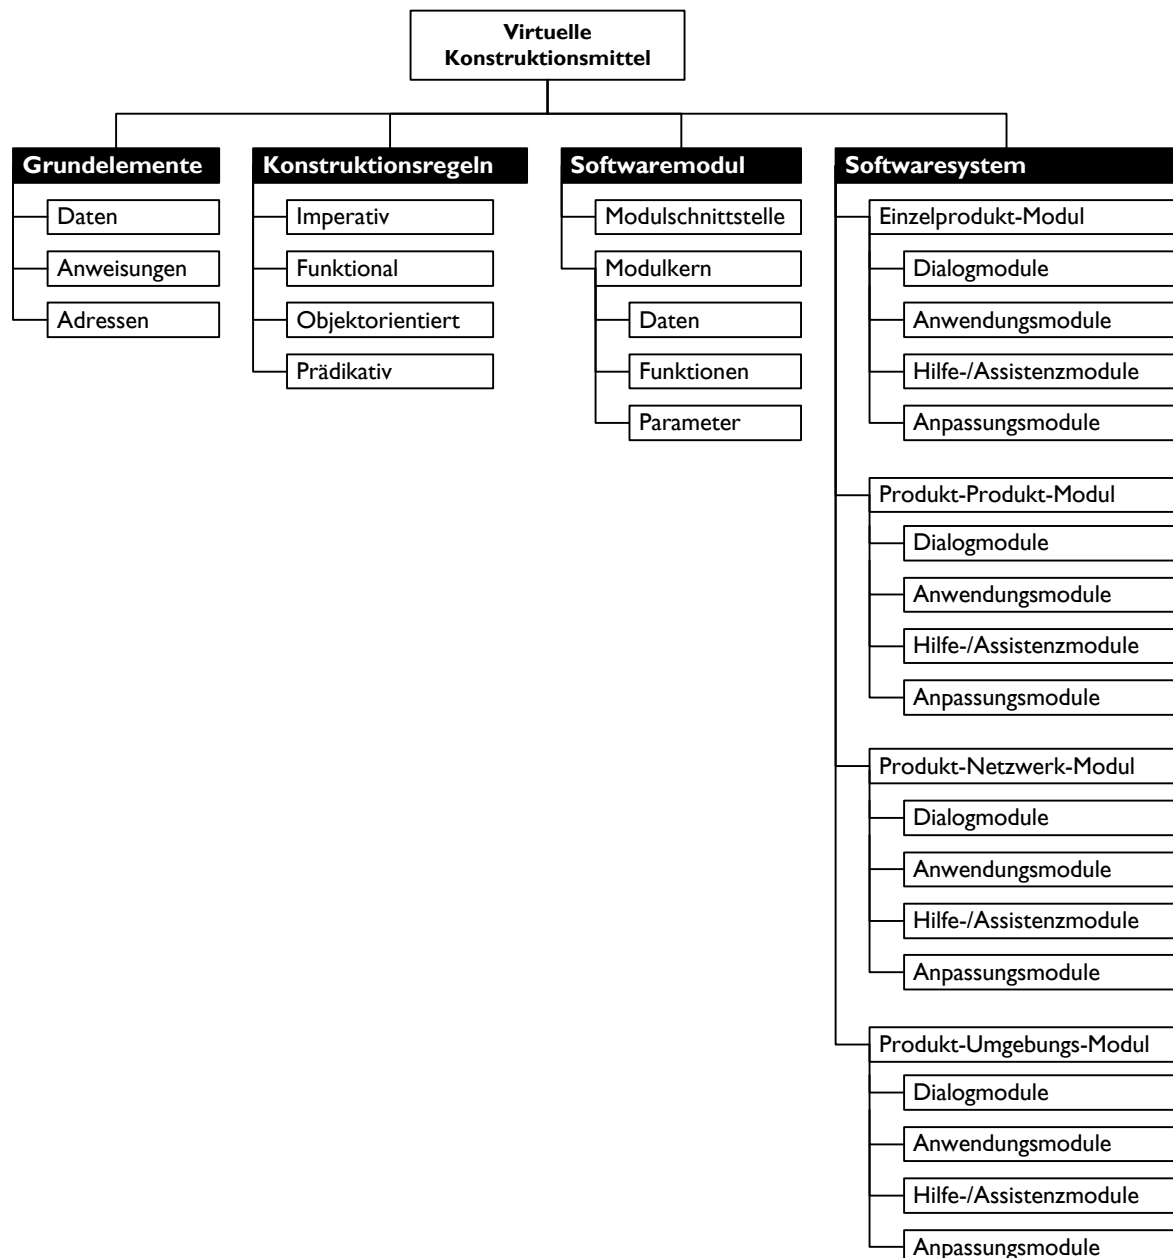 Virtuelle
Konstruktionsmittel
Grundelemente
Daten
Anweisungen
Adressen
Konstruktionsregeln
Imperativ
Funktional
Objektorientiert
Prädikativ
Softwaremodul
Modulschnittstelle
Modulkern
Daten
Funktionen
Parameter
Softwaresystem
Einzelprodukt-Modul
Dialogmodule
Anwendungsmodule
Hilfe-/Assistenzmodule
Anpassungsmodule
Produkt-Produkt-Modul
Dialogmodule
Anwendungsmodule
Hilfe-/Assistenzmodule
Anpassungsmodule
Produkt-Netzwerk-Modul
Dialogmodule
Anwendungsmodule
Hilfe-/Assistenzmodule
Anpassungsmodule
Produkt-Umgebungs-Modul
Dialogmodule
Anwendungsmodule
Hilfe-/Assistenzmodule
Anpassungsmodule